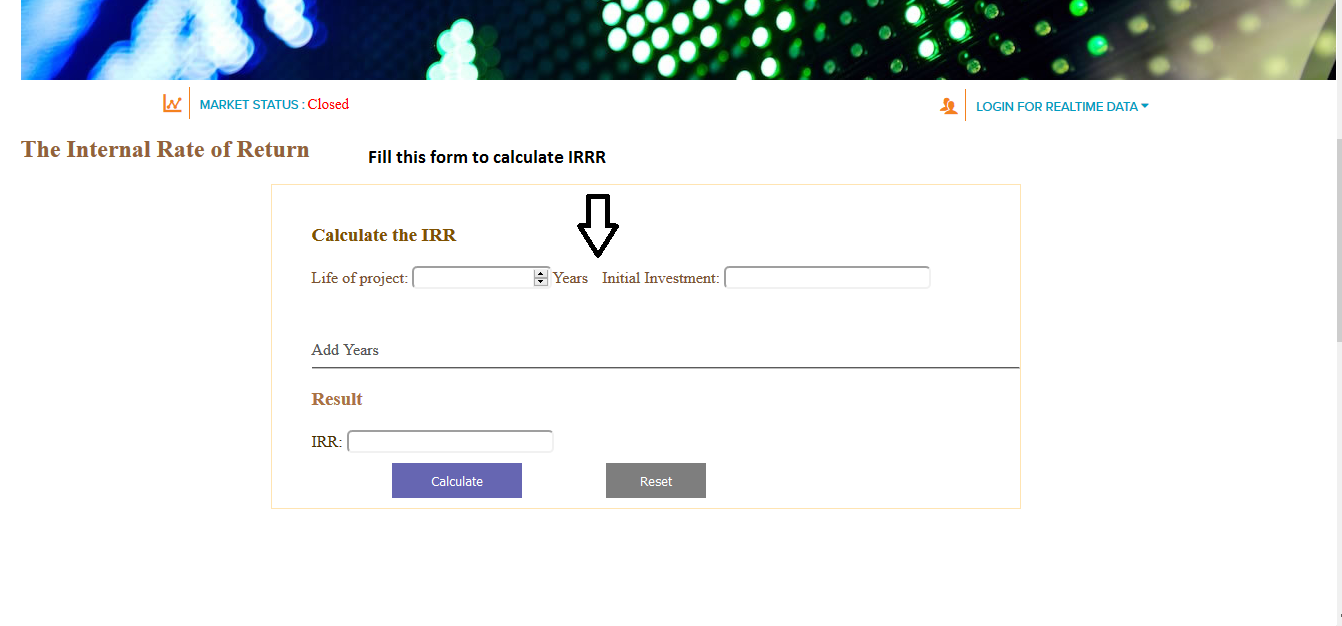 MARKET STATUS : Closed
LOGIN FOR REALTIME DATA
The Internal Rate of Return
Fill this form to calculate IRRR
Calculate the IRR
Life of project: Years Initial Investment:
Add Years
Result
IRR:
Calculate Reset